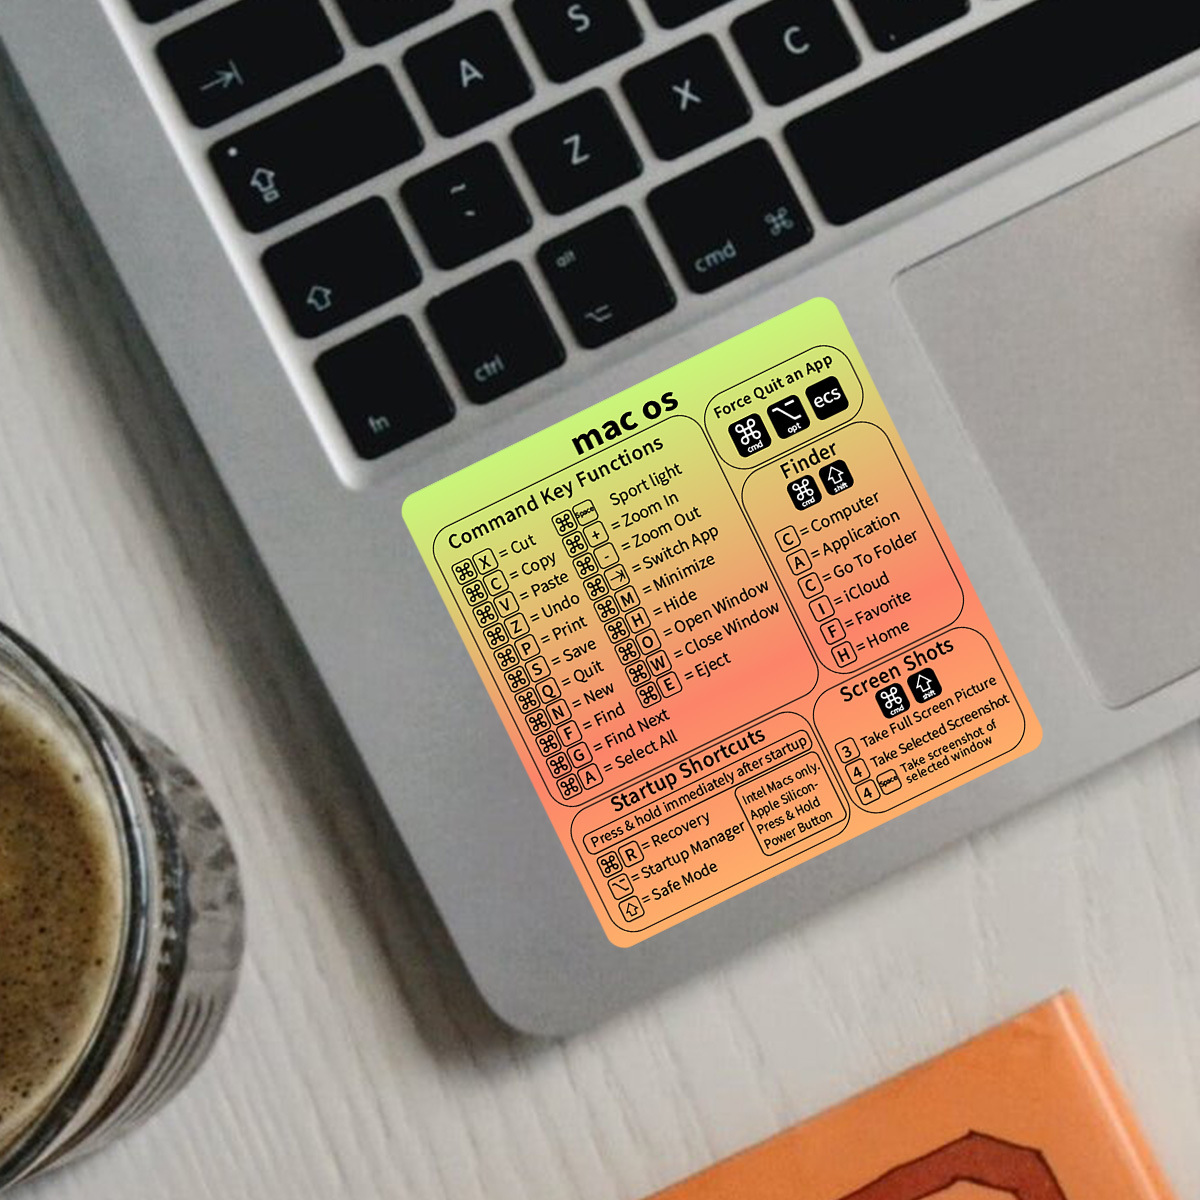 S
A
C
X
Z
~
cmd ⌘
alt
⌥
ctrl
fn
mac os
Command Key Functions
⌘ X = Cut
⌘ C = Copy
⌘ V = Paste
⌘ Z = Undo
⌘ P = Print
⌘ S = Save
⌘ Q = Quit
⌘ N = New
⌘ F = Find
⌘ G = Find Next
⌘ A = Select All
⌘ Space Sport light
⌘ + = Zoom In
⌘ - = Zoom Out
⌘ ⇥ = Switch App
⌘ M = Minimize
⌘ H = Hide
⌘ O = Open Window
⌘ W = Close Window
⌘ E = Eject
Force Quit an App
⌘ cmd ⌥ opt ecs
Finder
⌘ cmd ⇧ shift
C = Computer
A = Application
C = Go To Folder
I = iCloud
F = Favorite
H = Home
Screen Shots
⌘ cmd ⇧ shift
3 Take Full Screen Picture
4 Take Selected Screenshot
4 Space Take screenshot of
selected window
Startup Shortcuts
Press & hold immediately after startup
⌘ R = Recovery
⌥ = Startup Manager
⇧ = Safe Mode
Intel Macs only.
Apple Silicon-
Press & Hold
Power Button